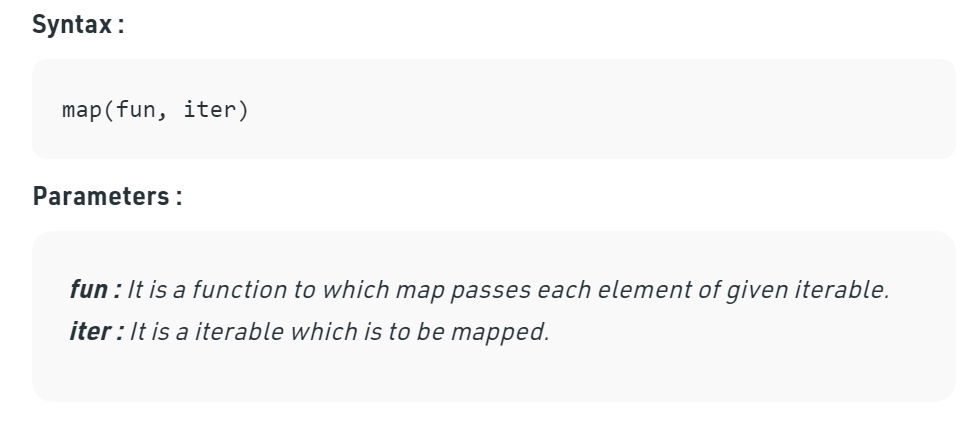 Syntax :
map(fun, iter)
Parameters :
fun : It is a function to which map passes each element of given iterable.
iter : It is a iterable which is to be mapped.